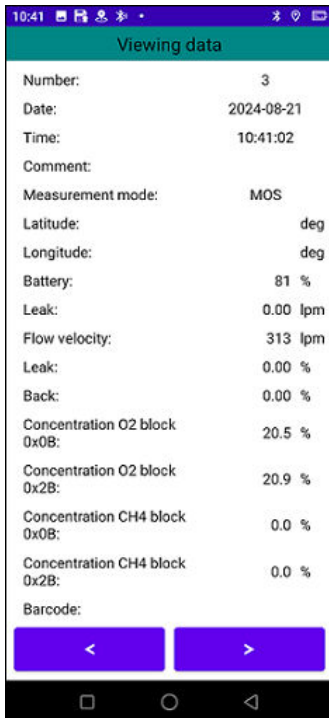 10:41
Viewing data
Number: 3
Date: 2024-08-21
Time: 10:41:02
Comment:
Measurement mode: MOS
Latitude: deg
Longitude: deg
Battery: 81 %
Leak: 0.00 lpm
Flow velocity: 313 lpm
Leak: 0.00 %
Back: 0.00 %
Concentration O2 block
0x0B: 20.5 %
Concentration O2 block
0x2B: 20.9 %
Concentration CH4 block
0x0B: 0.0 %
Concentration CH4 block
0x2B: 0.0 %
Barcode:
< >